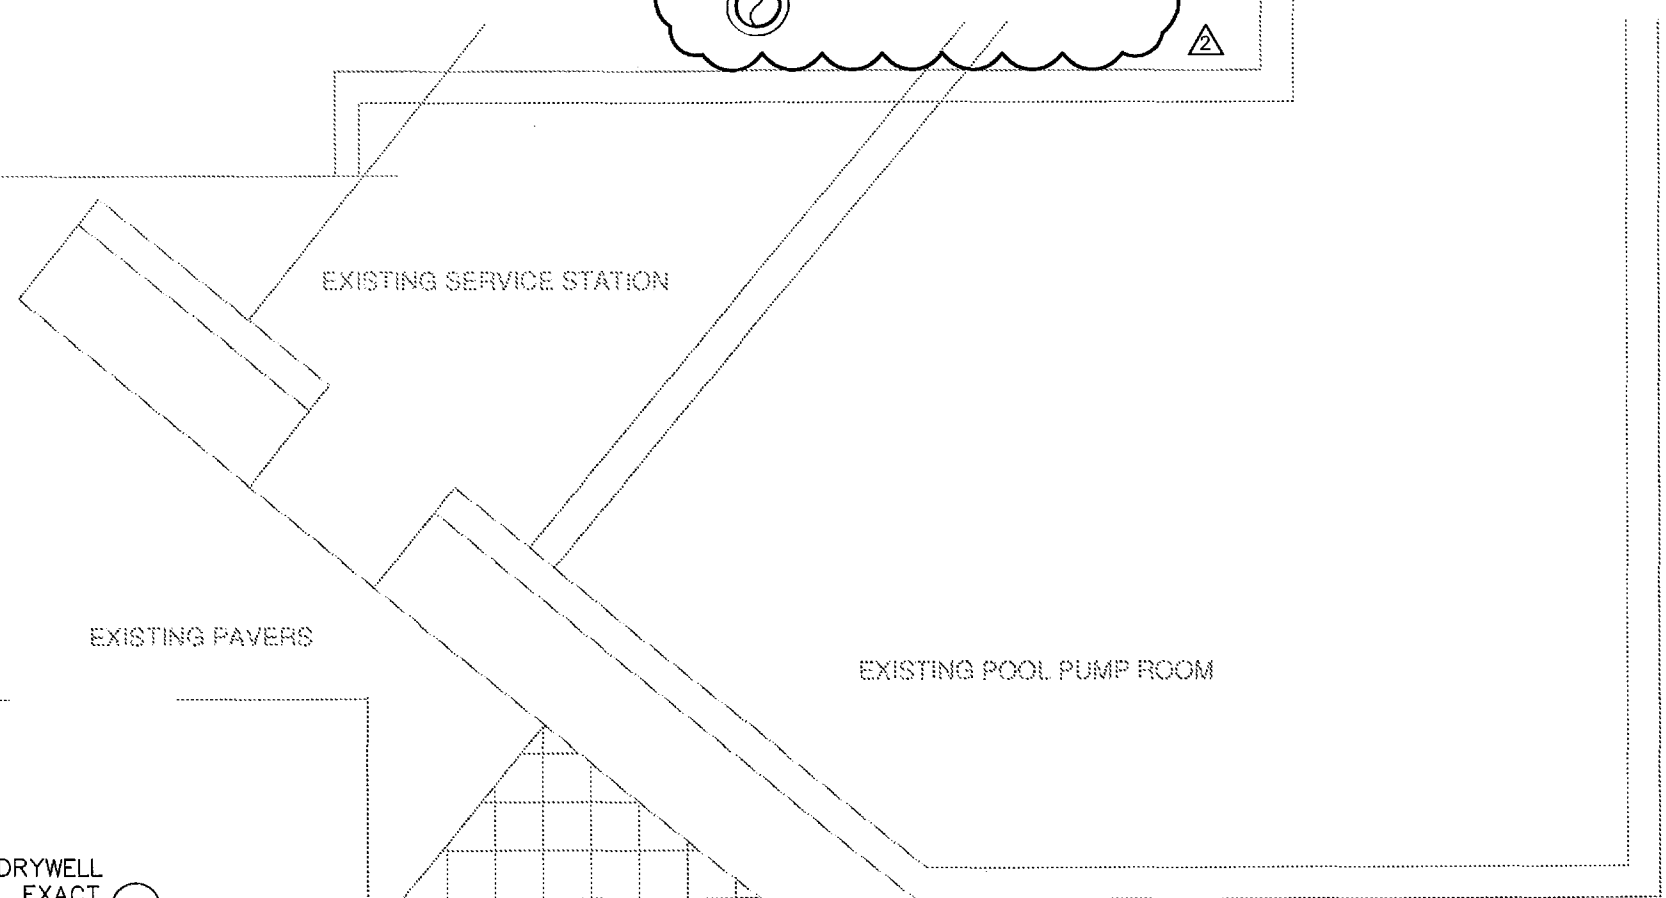 2
EXISTING SERVICE STATION
EXISTING PAVERS
EXISTING POOL PUMP ROOM
DRYWELL
EXACT